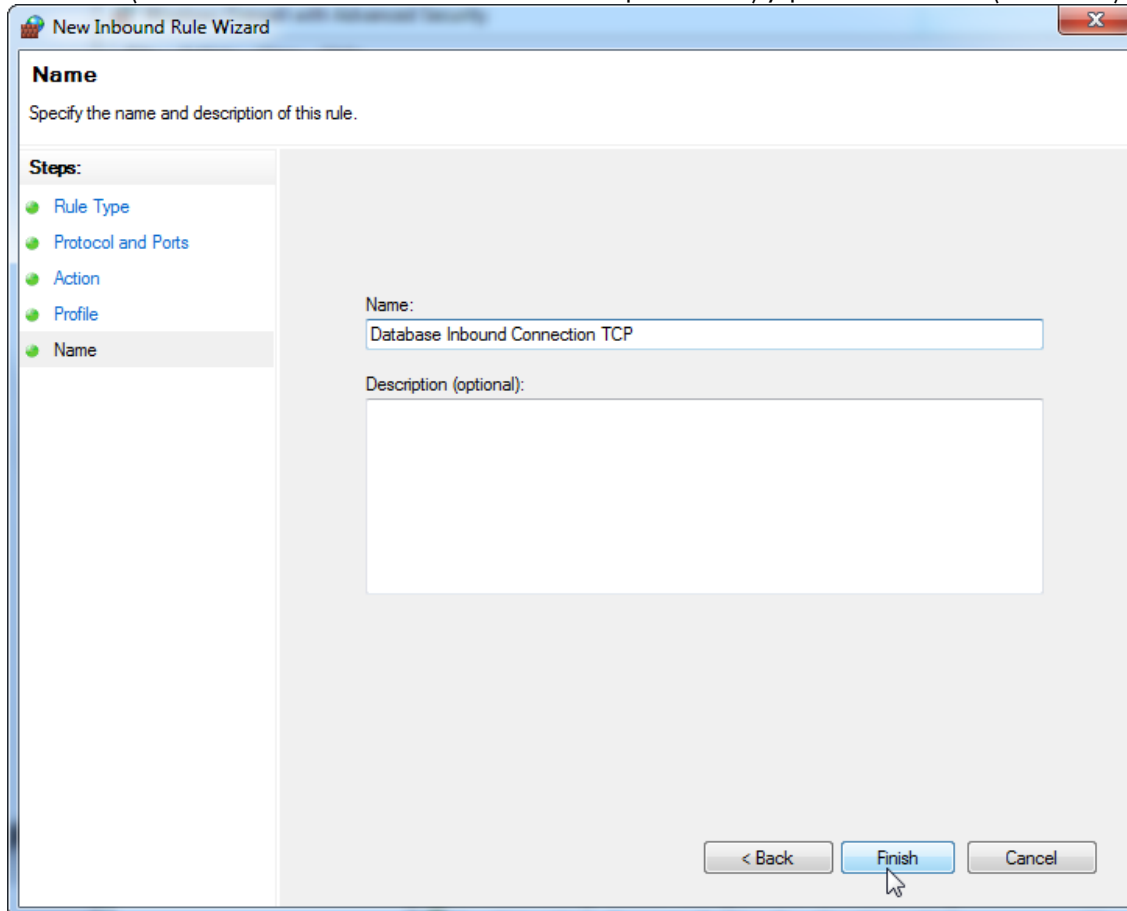 New Inbound Rule Wizard
Name
Specify the name and description of this rule.
Steps:
Rule Type
Protocol and Ports
Action
Profile
Name
Name:
Database Inbound Connection TCP
Description (optional):
< Back
Finish
Cancel